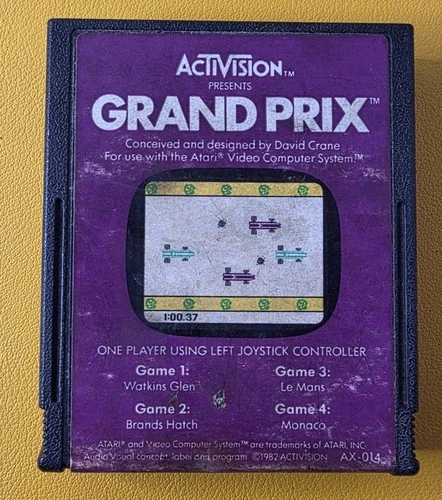 ACTIVISION™
PRESENTS
GRAND PRIX™
Conceived and designed by David Crane
For use with the Atari® Video Computer System™
1:00.37
ONE PLAYER USING LEFT JOYSTICK CONTROLLER
Game 1: Game 3:
Watkins Glen Le Mans
Game 2: Game 4:
Brands Hatch Monaco
ATARI® and Video Computer System™ are trademarks of ATARI, INC.
Audio Visual concept, label and program ©1982 ACTIVISION AX-014